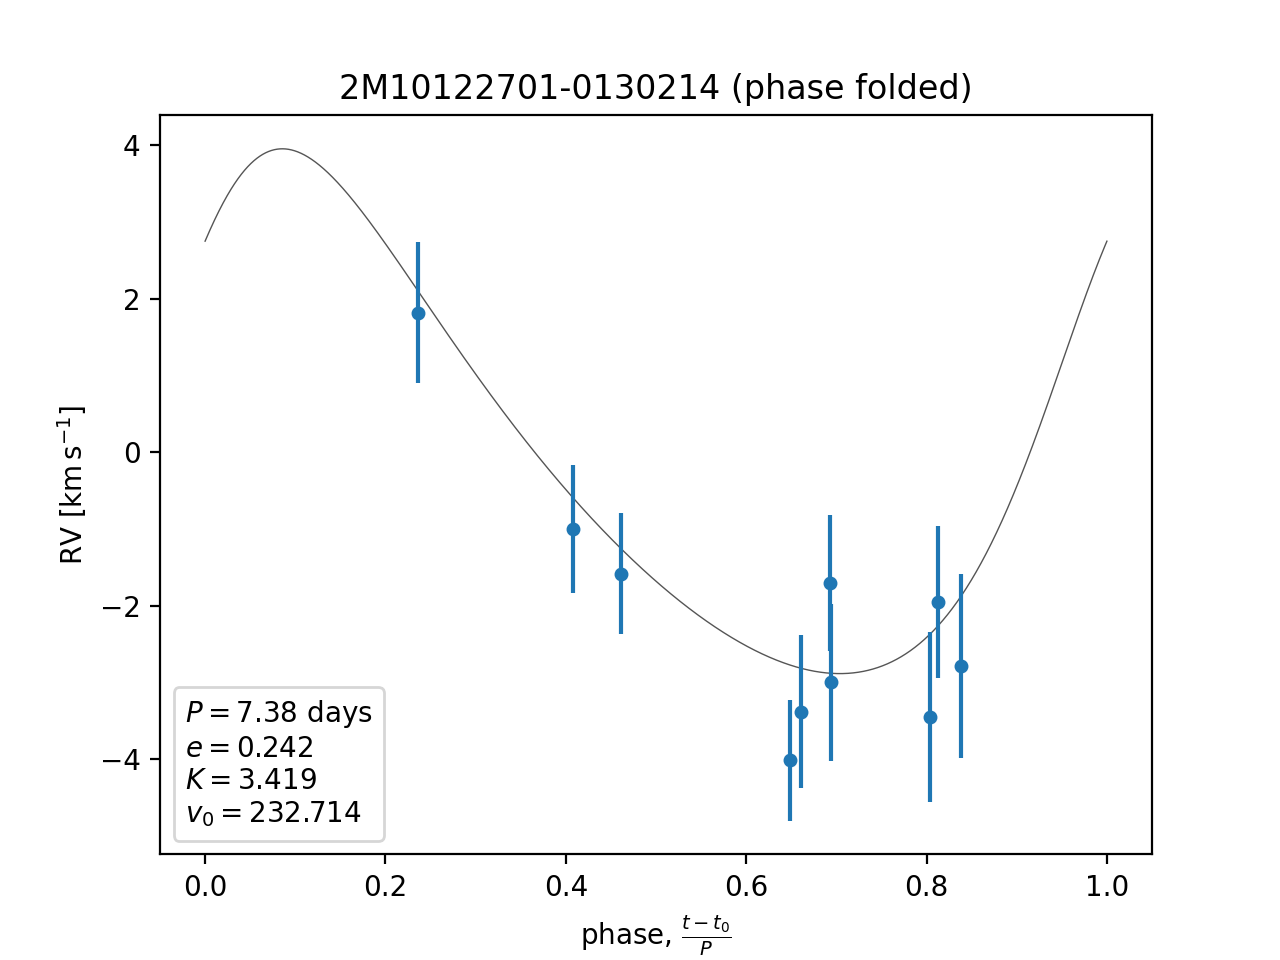 2M10122701-0130214 (phase folded)
4
2
0
−2
−4
RV [km s⁻¹]
P = 7.38 days
e = 0.242
K = 3.419
v₀ = 232.714
0.0 0.2 0.4 0.6 0.8 1.0
phase, (t − t₀)/P